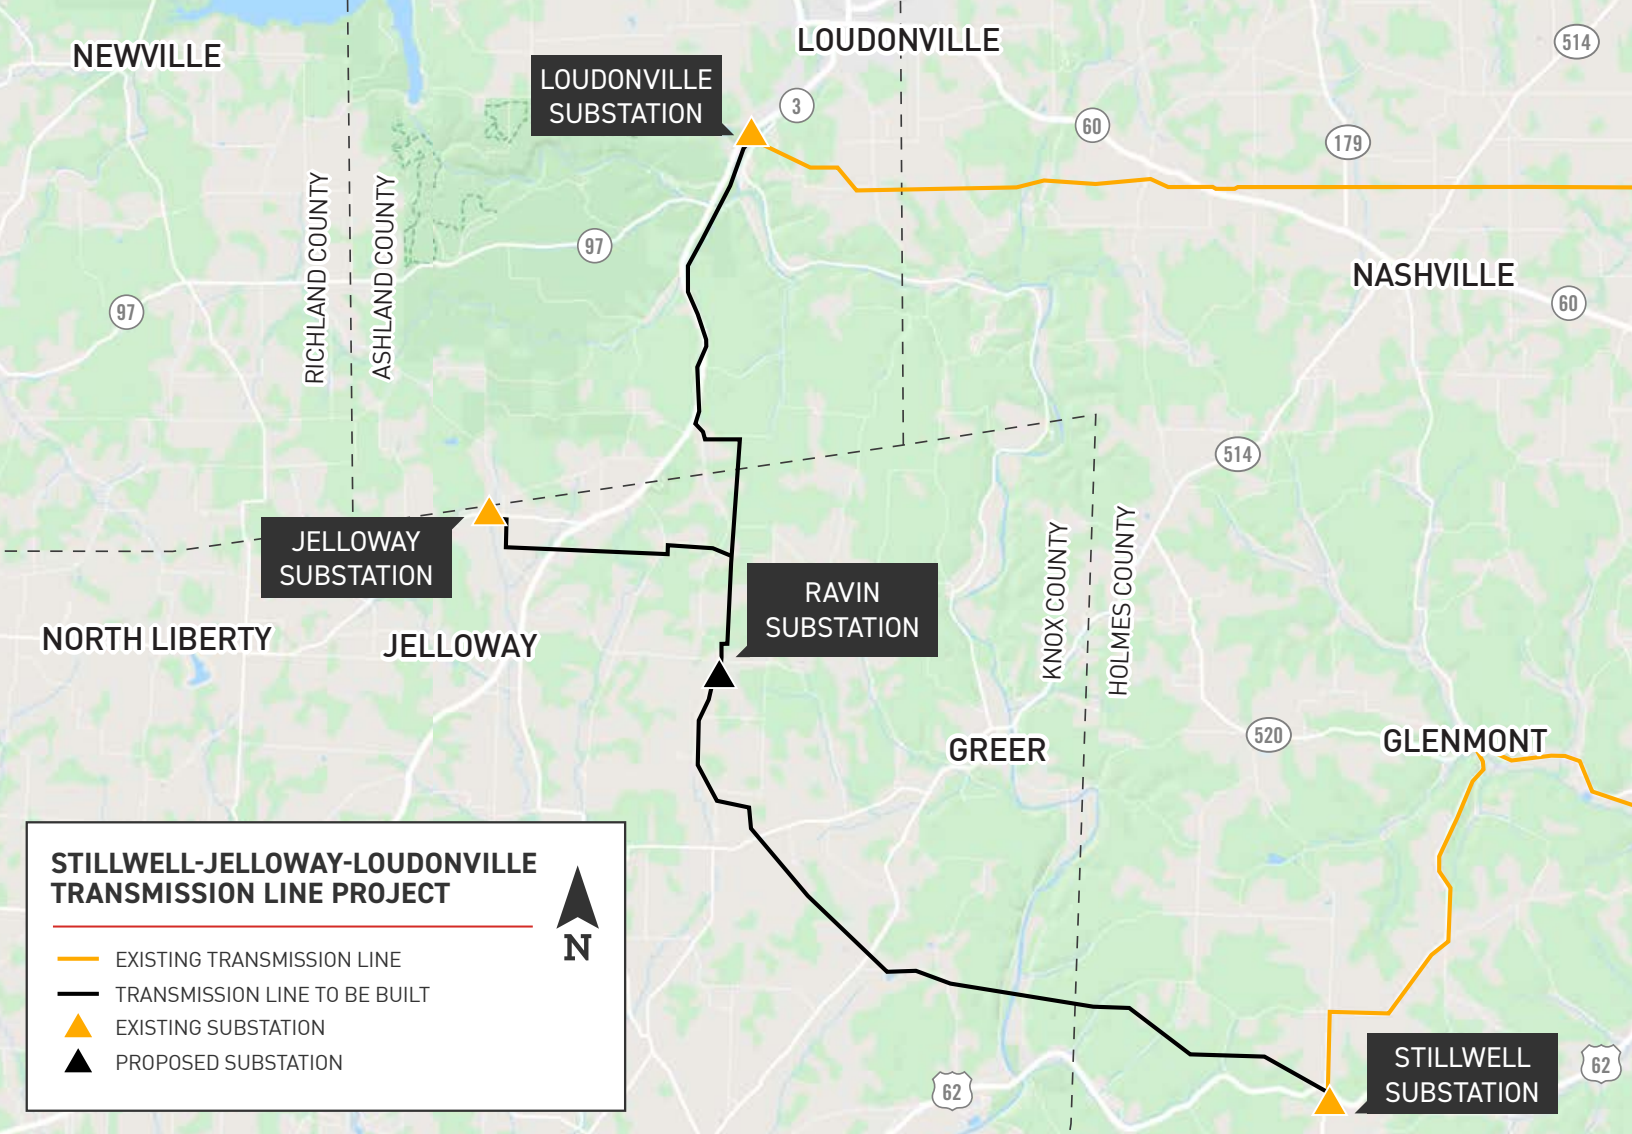 NEWVILLE
LOUDONVILLE
514
LOUDONVILLE
SUBSTATION
3
60
179
RICHLAND COUNTY
ASHLAND COUNTY
97
97
NASHVILLE
60
514
JELLOWAY
SUBSTATION
RAVIN
SUBSTATION
KNOX COUNTY
HOLMES COUNTY
NORTH LIBERTY
JELLOWAY
GREER
520
GLENMONT
STILLWELL-JELLOWAY-LOUDONVILLE
TRANSMISSION LINE PROJECT
N
EXISTING TRANSMISSION LINE
TRANSMISSION LINE TO BE BUILT
EXISTING SUBSTATION
PROPOSED SUBSTATION
62
STILLWELL
SUBSTATION
62